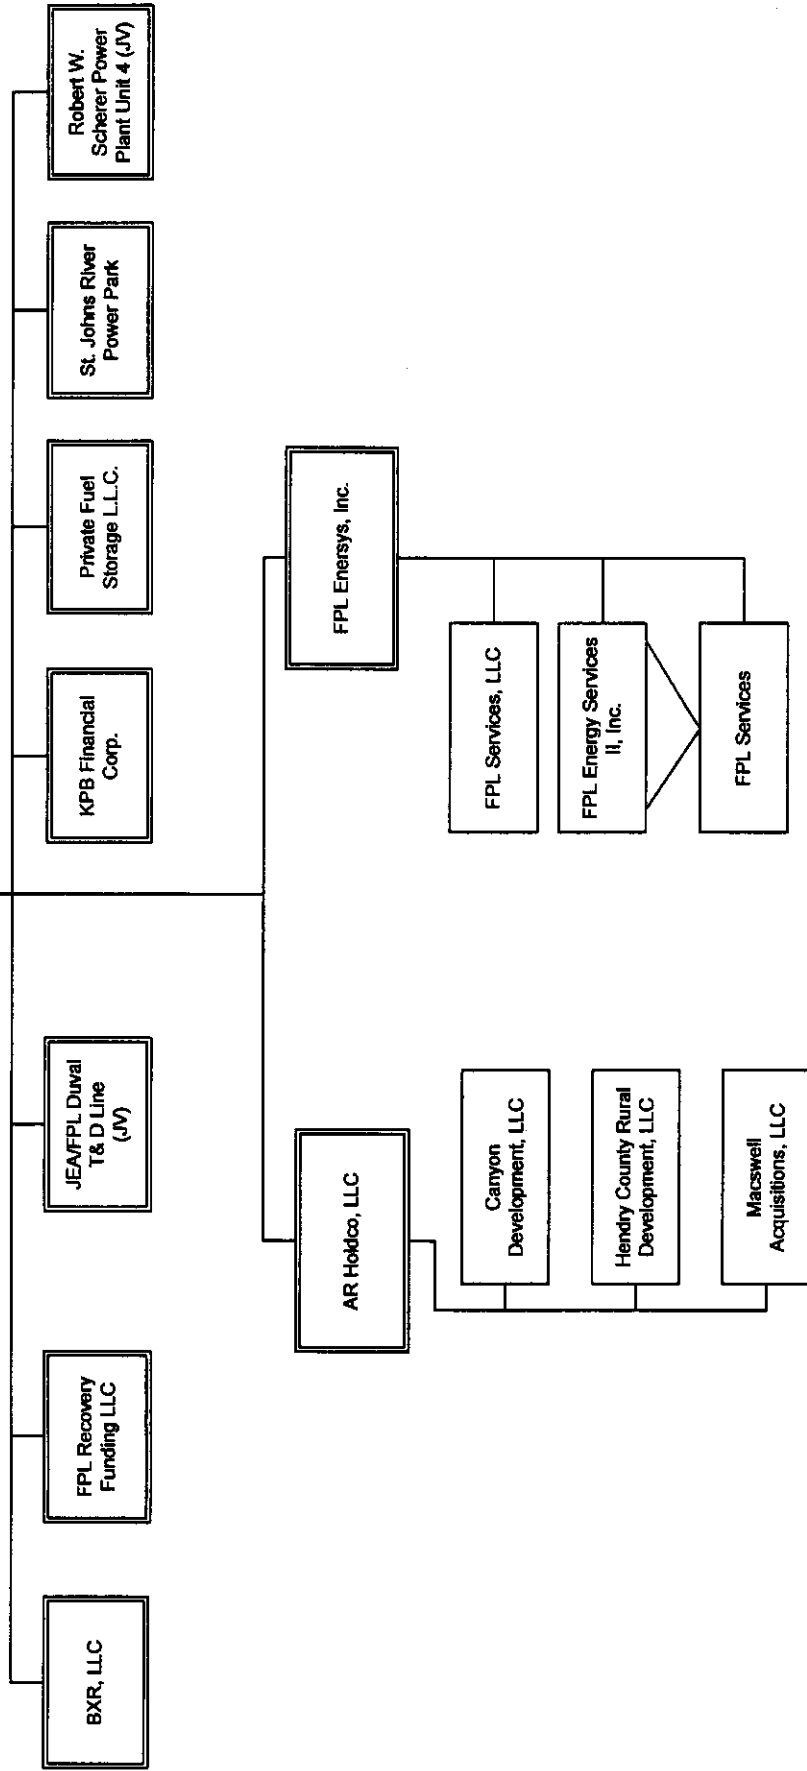 BXR, LLC
FPL Recovery
Funding LLC
JEA/FPL Duval
T& D Line
(JV)
KPB Financial
Corp.
Private Fuel
Storage L.L.C.
St. Johns River
Power Park
Robert W.
Scherer Power
Plant Unit 4 (JV)
AR Holdco, LLC
FPL Enersys, Inc.
Canyon
Development, LLC
Hendry County Rural
Development, LLC
Macswell
Acquisitions, LLC
FPL Services, LLC
FPL Energy Services
II, Inc.
FPL Services